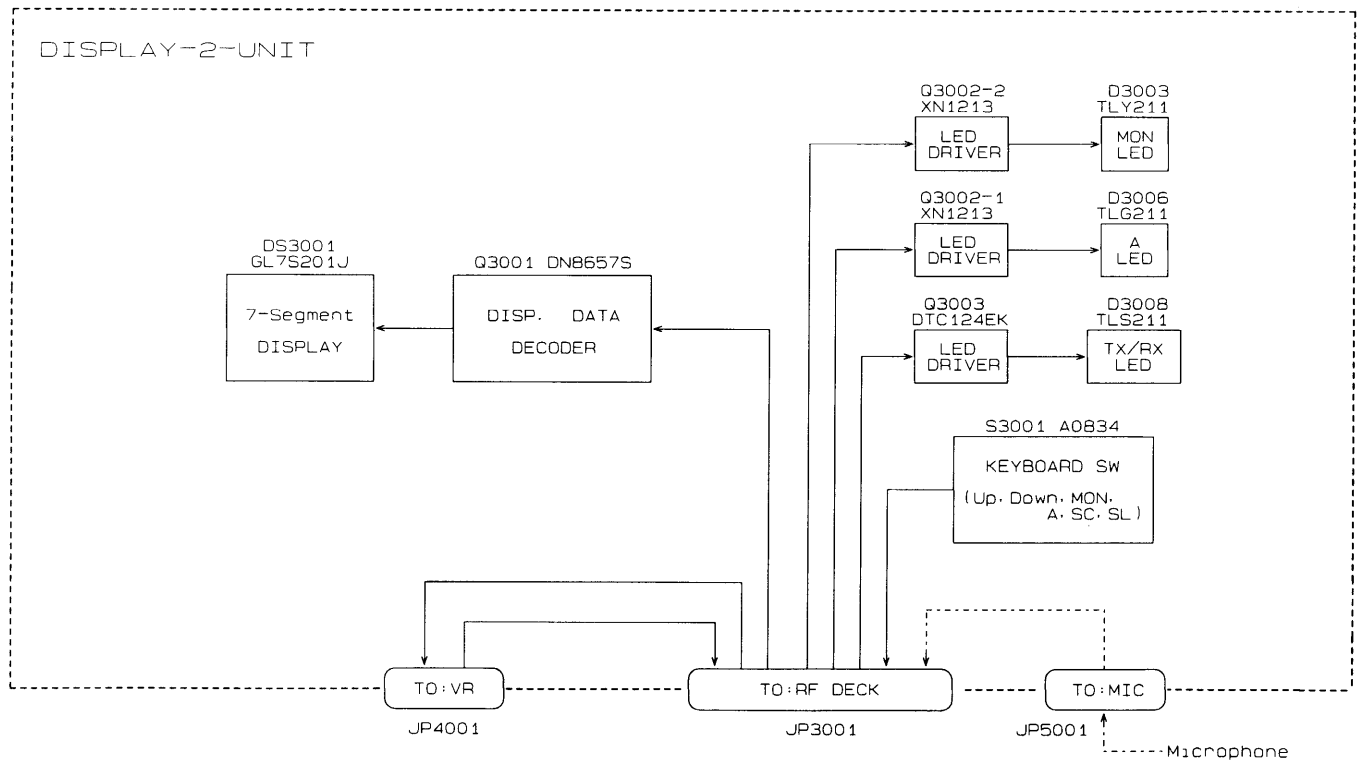 DISPLAY-2-UNIT
Q3002-2
XN1213
LED
DRIVER
D3003
TLY211
MON
LED
Q3002-1
XN1213
LED
DRIVER
D3006
TLG211
A
LED
DS3001
GL7S201J
7-Segment
DISPLAY
Q3001 DN8657S
DISP. DATA
DECODER
Q3003
DTC124EK
LED
DRIVER
D3008
TLS211
TX/RX
LED
S3001 A0834
KEYBOARD SW
(Up, Down, MON,
A, SC, SL)
TO:VR
JP4001
TO:RF DECK
JP3001
TO:MIC
JP5001
Microphone